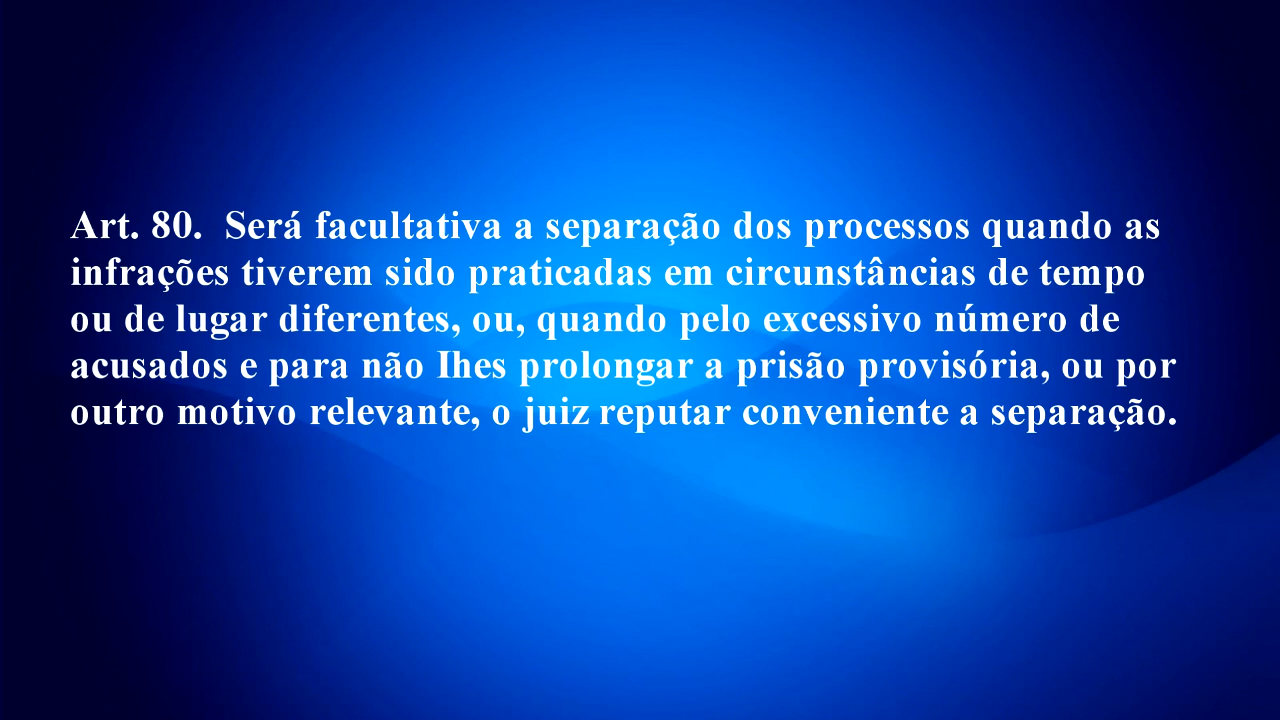 Art. 80.  Será facultativa a separação dos processos quando as
infrações tiverem sido praticadas em circunstâncias de tempo
ou de lugar diferentes, ou, quando pelo excessivo número de
acusados e para não Ihes prolongar a prisão provisória, ou por
outro motivo relevante, o juiz reputar conveniente a separação.